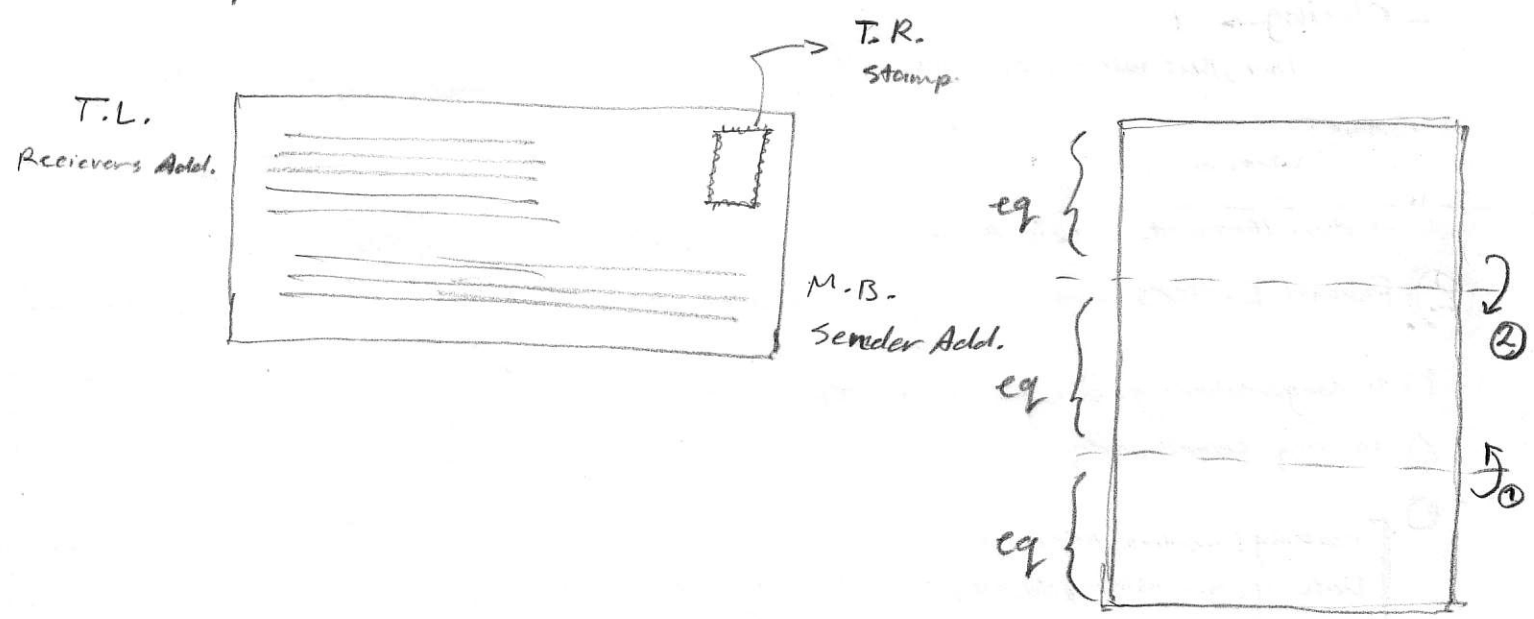 T.R.
Stamp.
T.L.
Recievers Add.
M.B.
Sender Add.
eq
eq
eq
2
1